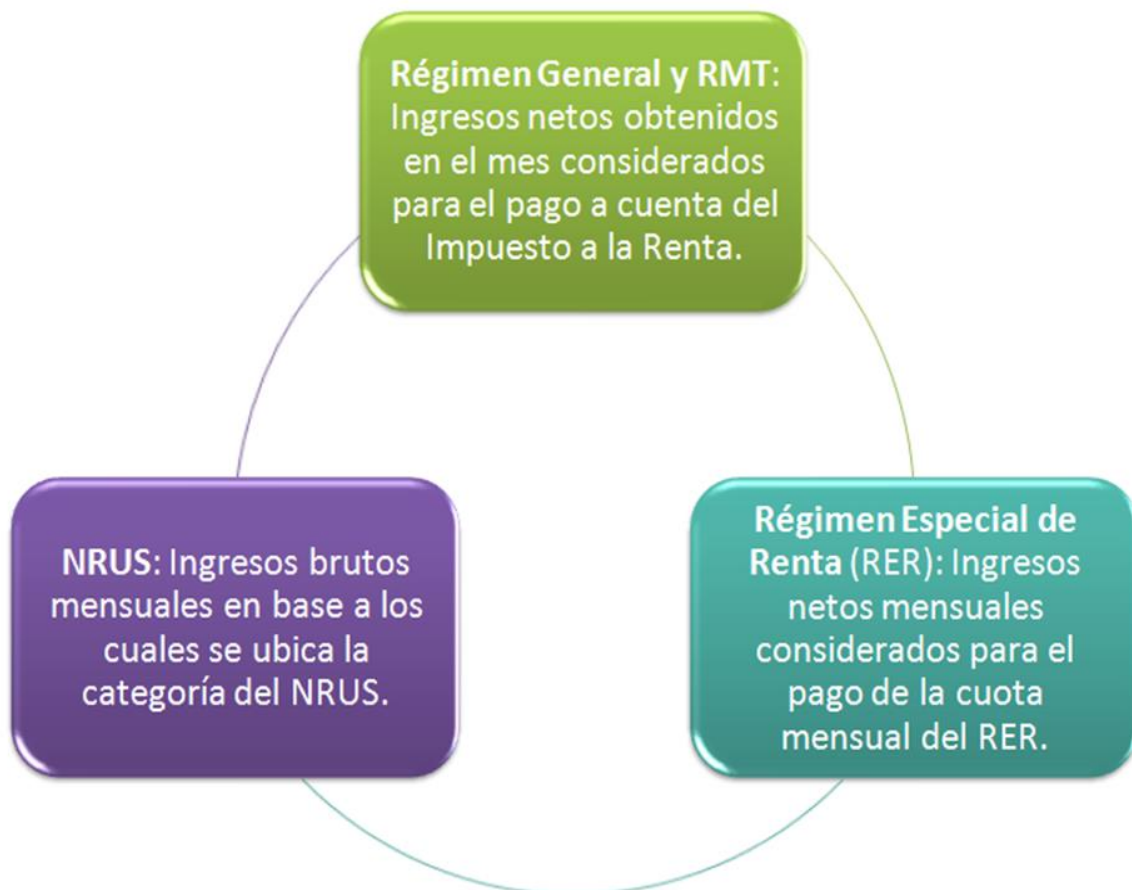 Régimen General y RMT:
Ingresos netos obtenidos
en el mes considerados
para el pago a cuenta del
Impuesto a la Renta.
NRUS: Ingresos brutos
mensuales en base a los
cuales se ubica la
categoría del NRUS.
Régimen Especial de
Renta (RER): Ingresos
netos mensuales
considerados para el
pago de la cuota
mensual del RER.